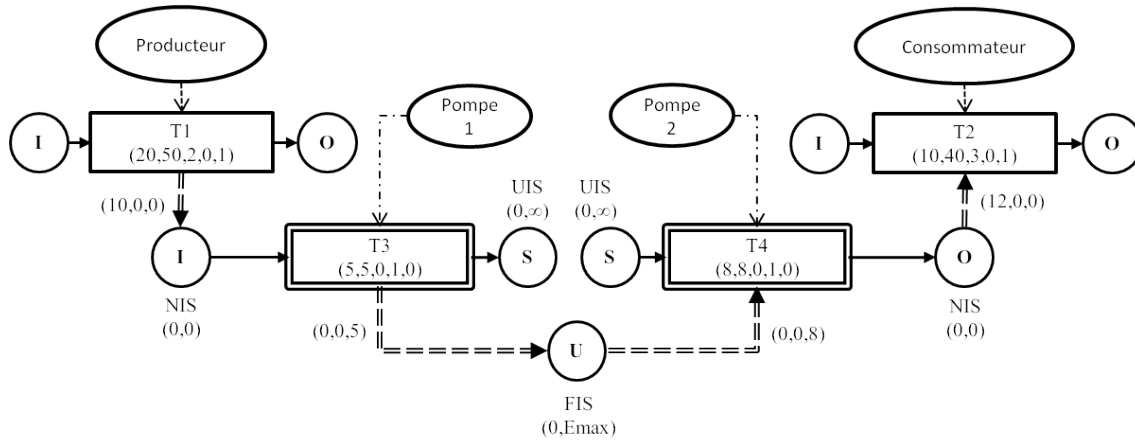 Producteur
Consommateur
Pompe
1
Pompe
2
I
T1
(20,50,2,0,1)
O
I
T2
(10,40,3,0,1)
O
(10,0,0)
UIS
(0,∞)
UIS
(0,∞)
(12,0,0)
I
T3
(5,5,0,1,0)
S
S
T4
(8,8,0,1,0)
O
NIS
(0,0)
NIS
(0,0)
(0,0,5)
U
(0,0,8)
FIS
(0,Emax)